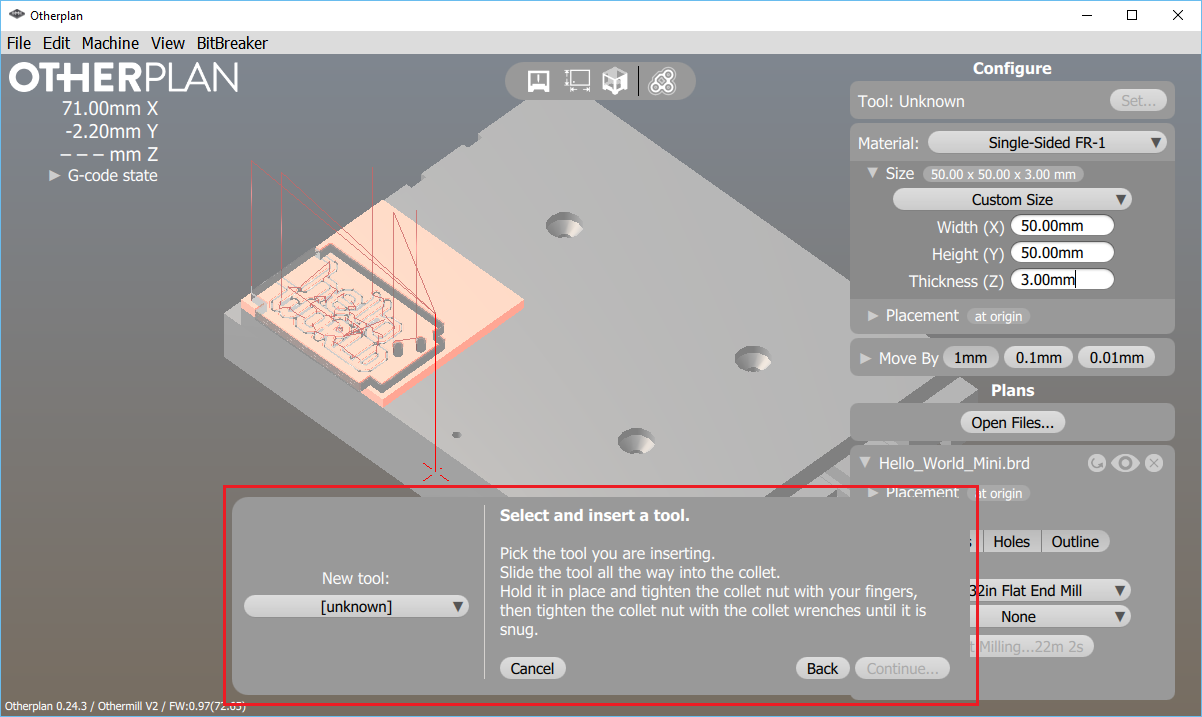 Otherplan
File Edit Machine View BitBreaker
OTHERPLAN
71.00mm X
-2.20mm Y
– – – mm Z
G-code state
Configure
Tool: Unknown Set...
Material: Single-Sided FR-1
Size 50.00 x 50.00 x 3.00 mm
Custom Size
Width (X) 50.00mm
Height (Y) 50.00mm
Thickness (Z) 3.00mm
Placement at origin
Move By 1mm 0.1mm 0.01mm
Plans
Open Files...
Hello_World_Mini.brd
Placement at origin
Holes Outline
32in Flat End Mill
None
Milling...22m 2s
New tool:
[unknown]
Select and insert a tool.
Pick the tool you are inserting.
Slide the tool all the way into the collet.
Hold it in place and tighten the collet nut with your fingers,
then tighten the collet nut with the collet wrenches until it is
snug.
Cancel Back Continue...
Otherplan 0.24.3 / Othermill V2 / FW:0.97(72.65)